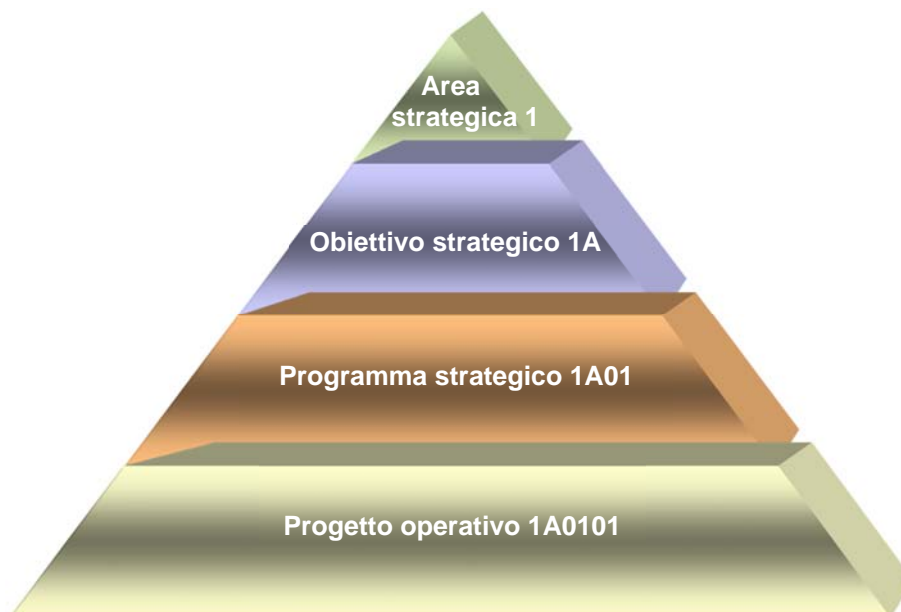 Area
strategica 1
Obiettivo strategico 1A
Programma strategico 1A01
Progetto operativo 1A0101